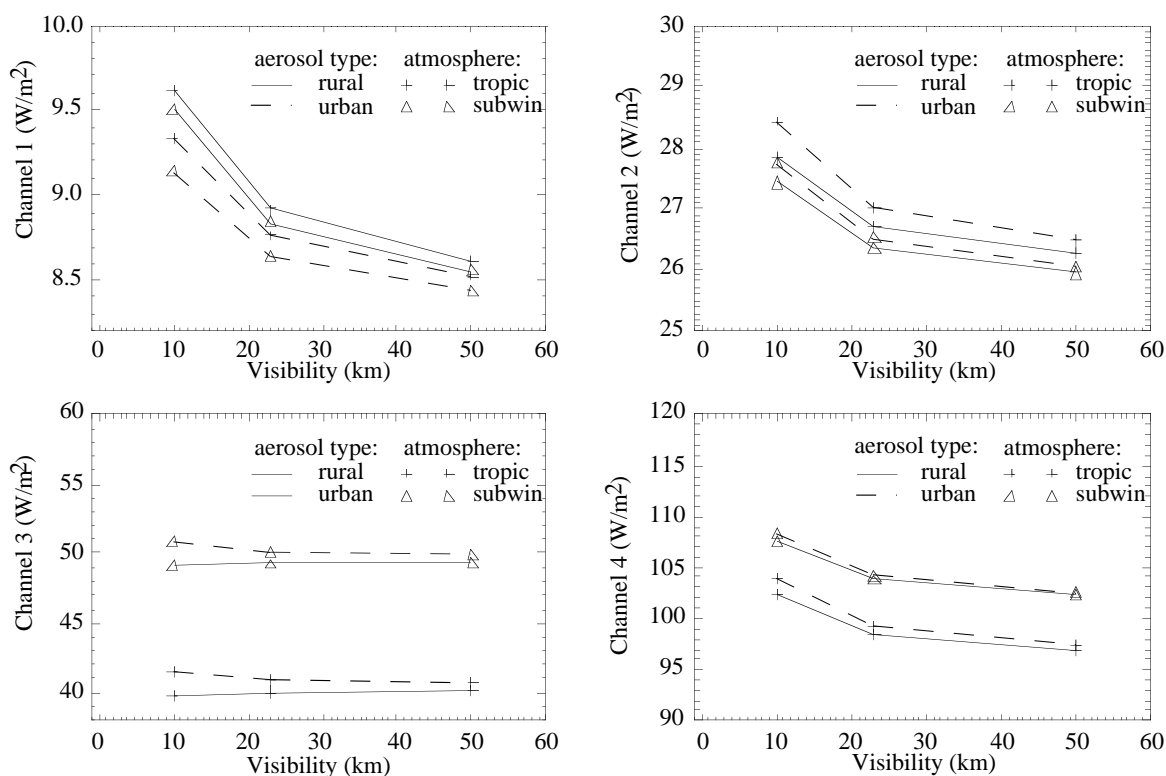 10.0
9.5
9.0
8.5
Channel 1 (W/m²)
aerosol type: atmosphere:
rural tropic
urban subwin
0 10 20 30 40 50 60
Visibility (km)
30
29
28
27
26
25
Channel 2 (W/m²)
aerosol type: atmosphere:
rural tropic
urban subwin
0 10 20 30 40 50 60
Visibility (km)
60
55
50
45
40
Channel 3 (W/m²)
aerosol type: atmosphere:
rural tropic
urban subwin
0 10 20 30 40 50 60
Visibility (km)
120
115
110
108
105
103
100
95
90
Channel 4 (W/m²)
aerosol type: atmosphere:
rural tropic
urban subwin
0 10 20 30 40 50 60
Visibility (km)